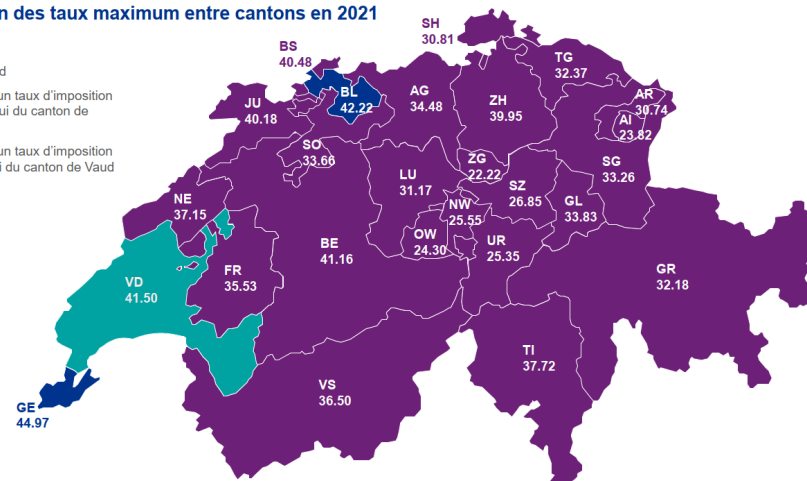 n des taux maximum entre cantons en 2021
d
un taux d'imposition
ui du canton de
un taux d'imposition
i du canton de Vaud
SH
30.81
BS
40.48
TG
32.37
BL
42.22
AG
34.48
ZH
39.95
AR
30.74
JU
40.18
AI
23.82
SO
33.66
ZG
22.22
SG
33.26
LU
31.17
SZ
26.85
NE
37.15
NW
25.55
GL
33.83
OW
24.30
BE
41.16
UR
25.35
FR
35.53
GR
32.18
VD
41.50
TI
37.72
VS
36.50
GE
44.97